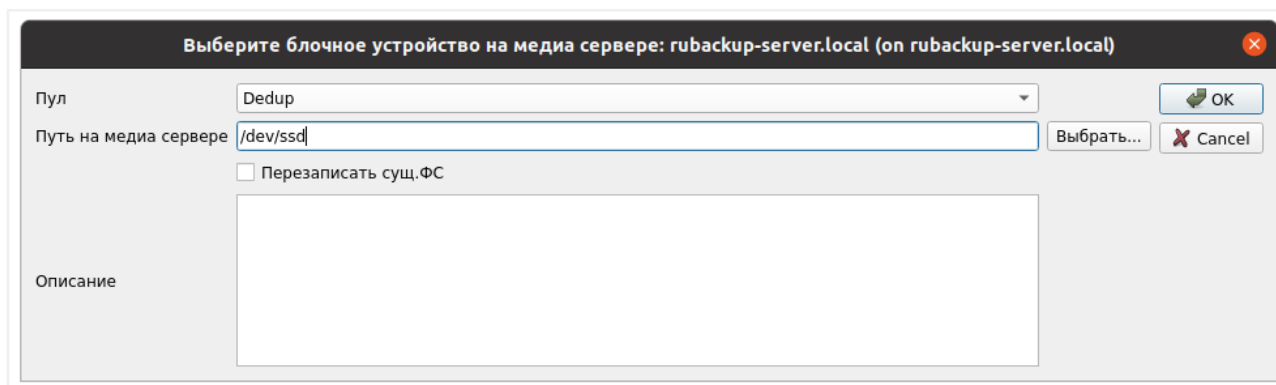 Выберите блочное устройство на медиа сервере: rubackup-server.local (on rubackup-server.local)
Пул Dedup OK
Путь на медиа сервере /dev/ssd Выбрать... Cancel
Перезаписать сущ.ФС
Описание